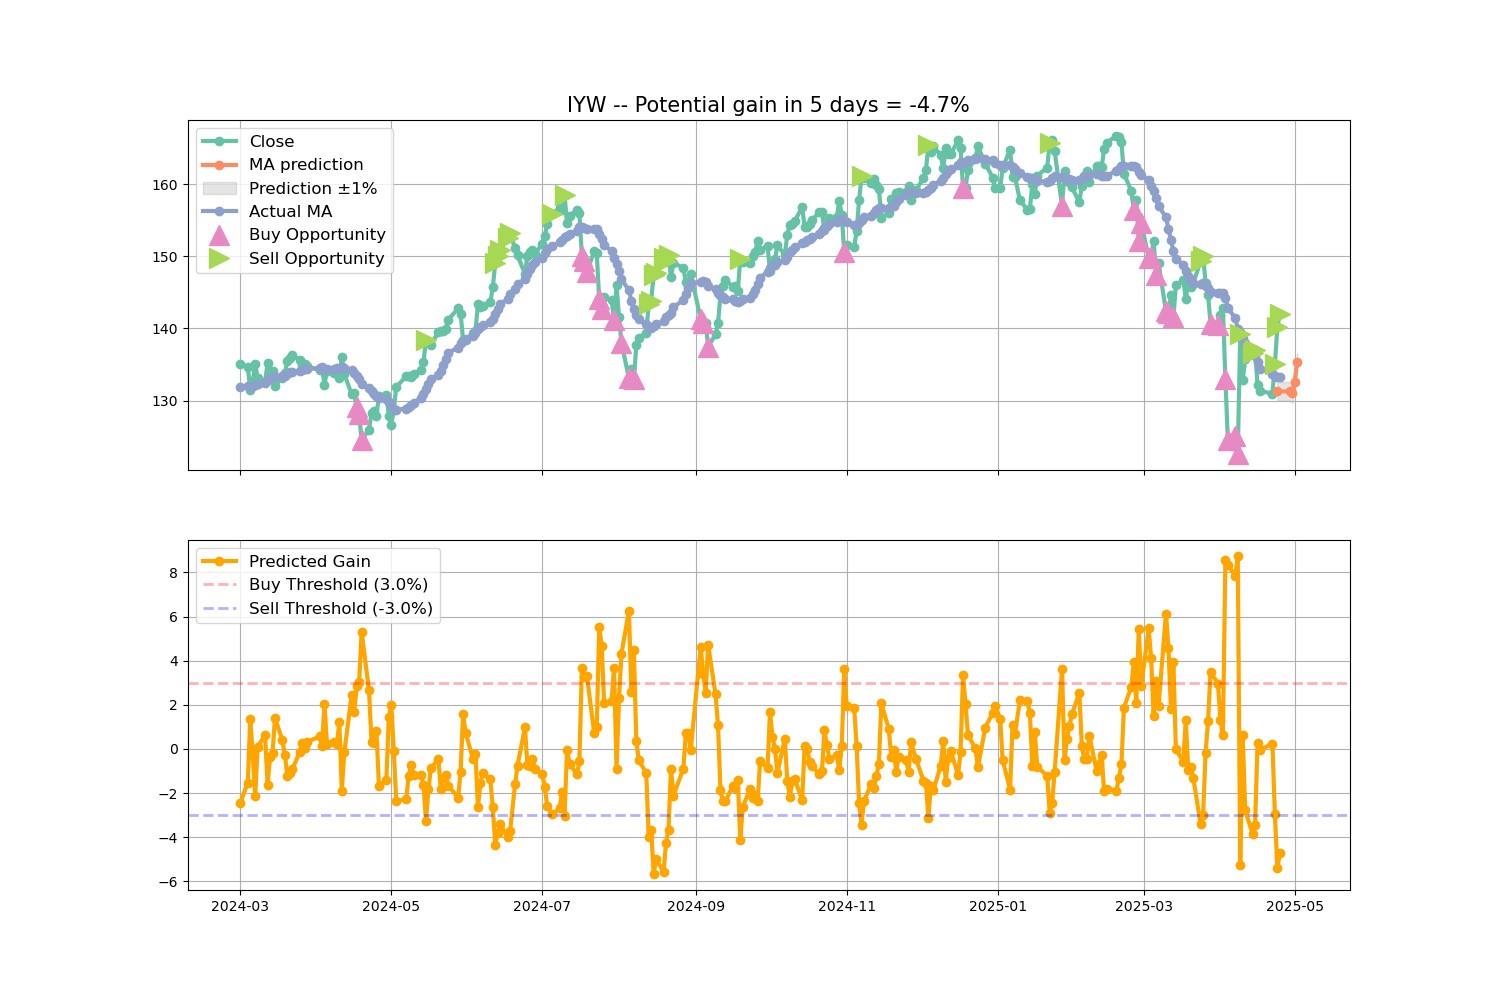 IYW -- Potential gain in 5 days = -4.7%
Close
MA prediction
Prediction ±1%
Actual MA
Buy Opportunity
Sell Opportunity
160
150
140
130
Predicted Gain
Buy Threshold (3.0%)
Sell Threshold (-3.0%)
8
6
4
2
0
−2
−4
−6
2024-03 2024-05 2024-07 2024-09 2024-11 2025-01 2025-03 2025-05